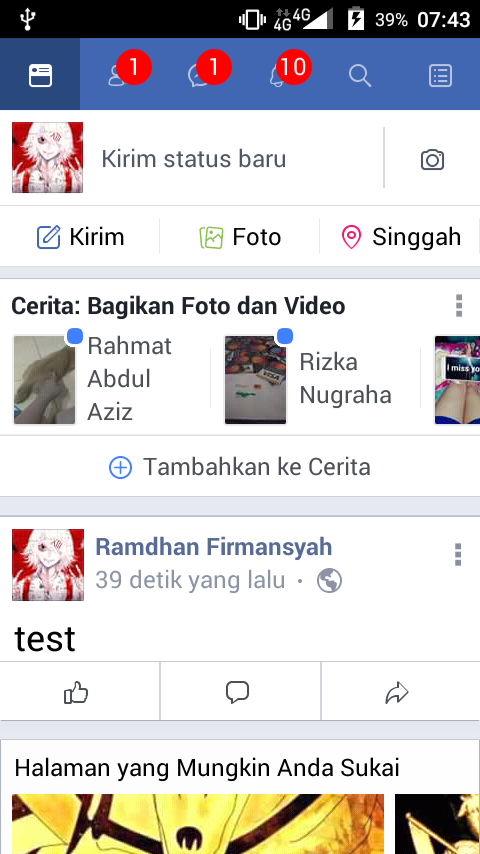 4G 4G 39% 07:43
1 1 10
Kirim status baru
Kirim Foto Singgah
Cerita: Bagikan Foto dan Video
Rahmat
Abdul
Aziz
Rizka
Nugraha
VISA
I miss yo
Tambahkan ke Cerita
Ramdhan Firmansyah
39 detik yang lalu ·
test
Halaman yang Mungkin Anda Sukai